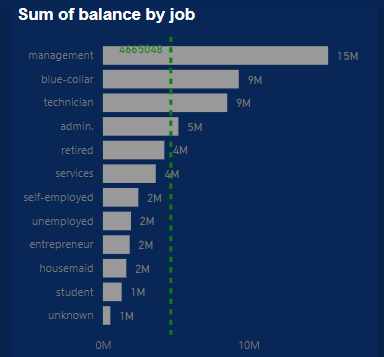 Sum of balance by job
4665048
management 15M
blue-collar 9M
technician 9M
admin. 5M
retired 4M
services 4M
self-employed 2M
unemployed 2M
entrepreneur 2M
housemaid 2M
student 1M
unknown 1M
0M 10M